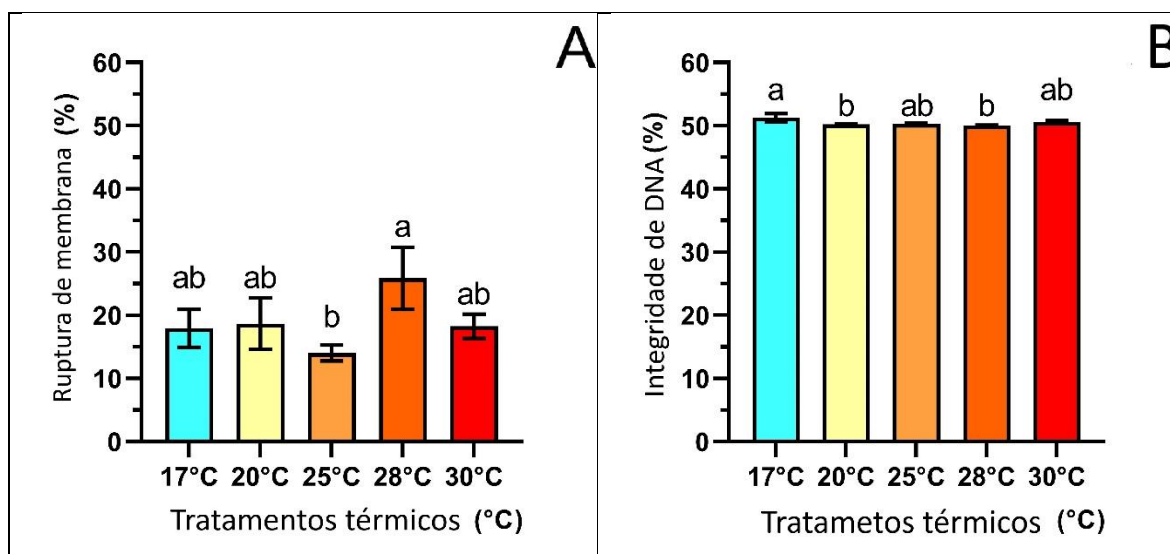 A
Ruptura de membrana (%)
60
50
40
30
20
10
0
ab
ab
b
a
ab
17°C 20°C 25°C 28°C 30°C
Tratamentos térmicos (°C)
B
Integridade de DNA (%)
60
50
40
30
20
10
0
a
b
ab
b
ab
17°C 20°C 25°C 28°C 30°C
Tratametos térmicos (°C)